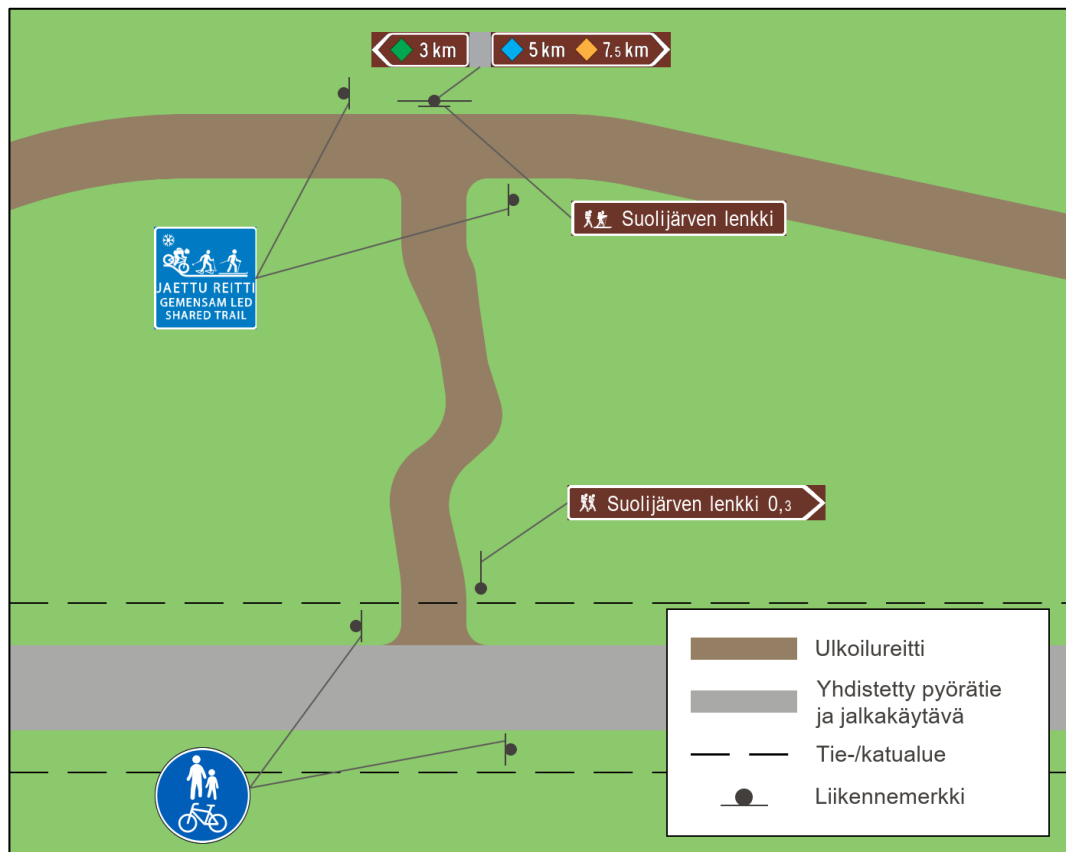 3 km
5 km 7.5 km
Suolijärven lenkki
JAETTU REITTI
GEMENSAM LED
SHARED TRAIL
Suolijärven lenkki 0,3
Ulkoilureitti
Yhdistetty pyörätie
ja jalkakäytävä
Tie-/katualue
Liikennemerkki